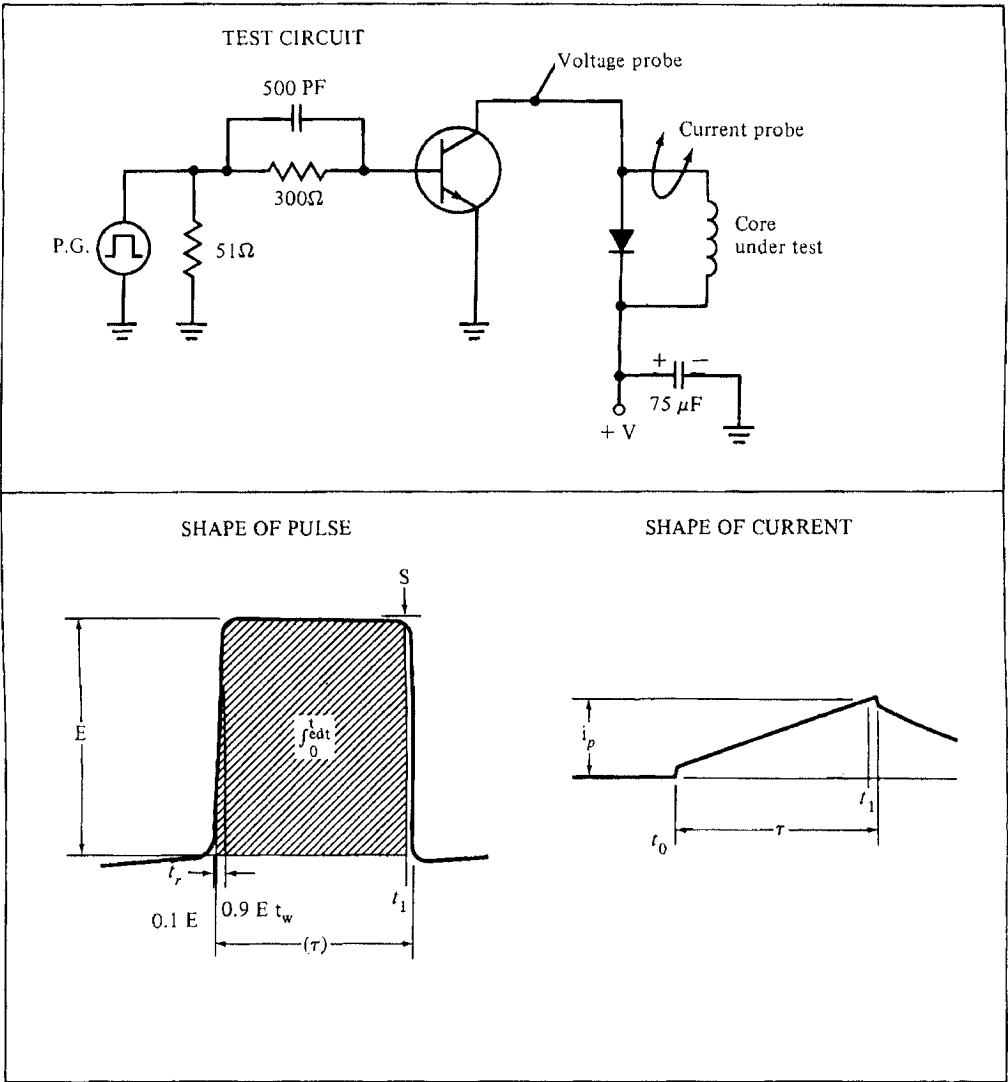 TEST CIRCUIT
Voltage probe
500 PF
Current probe
300Ω
P.G.
51Ω
Core
under test
+ −
75 μF
+ V
SHAPE OF PULSE
SHAPE OF CURRENT
S
E
∫₀ᵗ edt
i_p
t_1
t_0
τ
t_r
0.1 E
0.9 E t_w
t_1
(τ)